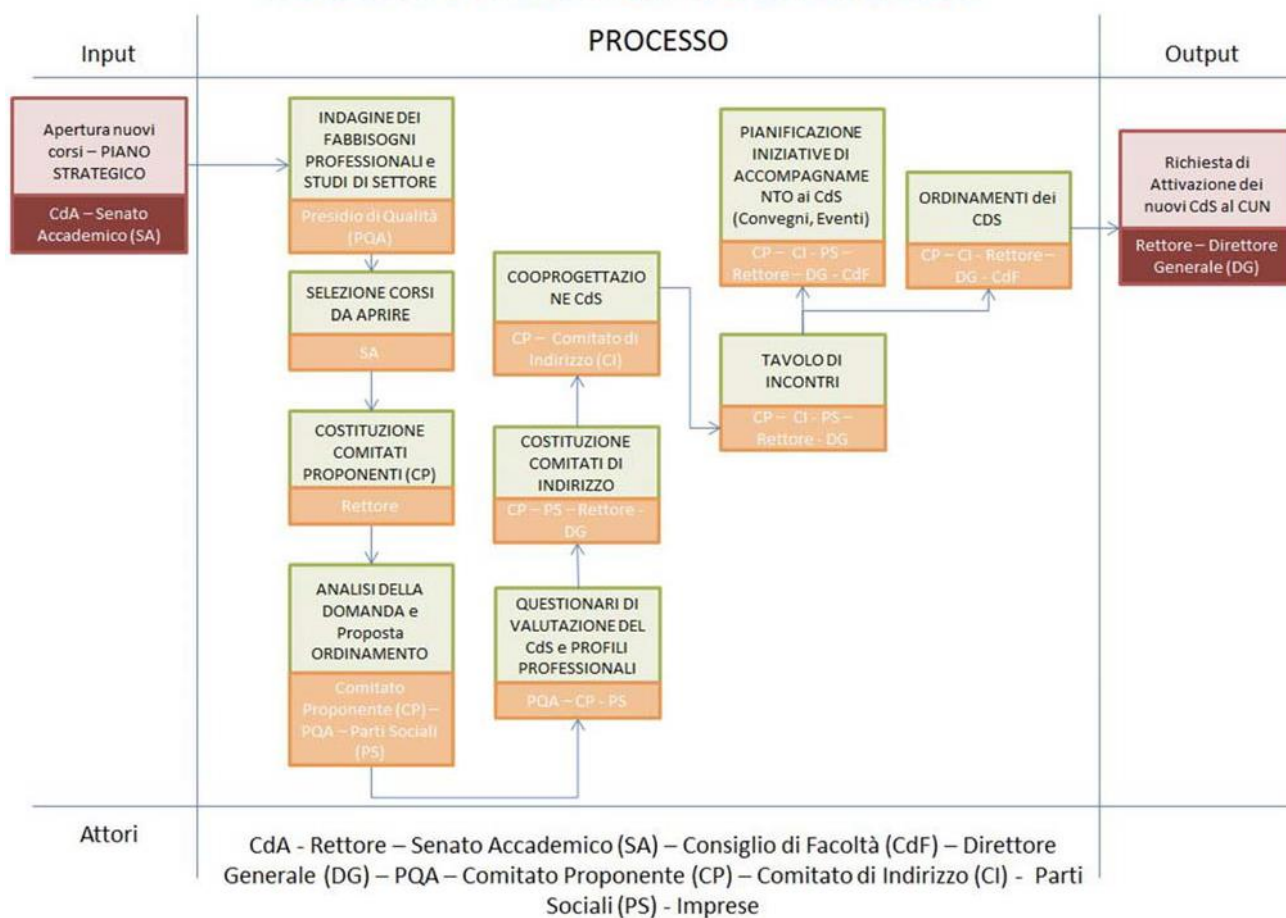 Input
PROCESSO
Output
Apertura nuovi
corsi – PIANO
STRATEGICO
CdA – Senato
Accademico (SA)
INDAGINE DEI
FABBISOGNI
PROFESSIONALI e
STUDI DI SETTORE
Presidio di Qualità
(PQA)
SELEZIONE CORSI
DA APRIRE
SA
COSTITUZIONE
COMITATI
PROPONENTI (CP)
Rettore
ANALISI DELLA
DOMANDA e
Proposta
ORDINAMENTO
Comitato
Proponente (CP) –
PQA – Parti Sociali
(PS)
QUESTIONARI DI
VALUTAZIONE DEL
CdS e PROFILI
PROFESSIONALI
PQA – CP - PS
COSTITUZIONE
COMITATI DI
INDIRIZZO
CP – PS – Rettore -
DG
COOPROGETTAZIO
NE CdS
CP – Comitato di
Indirizzo (CI)
TAVOLO DI
INCONTRI
CP – CI - PS –
Rettore - DG
PIANIFICAZIONE
INIZIATIVE DI
ACCOMPAGNAME
NTO ai CdS
(Convegni, Eventi)
CP – CI - PS –
Rettore – DG - CdF
ORDINAMENTI dei
CDS
CP – CI - Rettore –
DG - CdF
Richiesta di
Attivazione dei
nuovi CdS al CUN
Rettore – Direttore
Generale (DG)
Attori
CdA - Rettore – Senato Accademico (SA) – Consiglio di Facoltà (CdF) – Direttore
Generale (DG) – PQA – Comitato Proponente (CP) – Comitato di Indirizzo (CI) - Parti
Sociali (PS) - Imprese